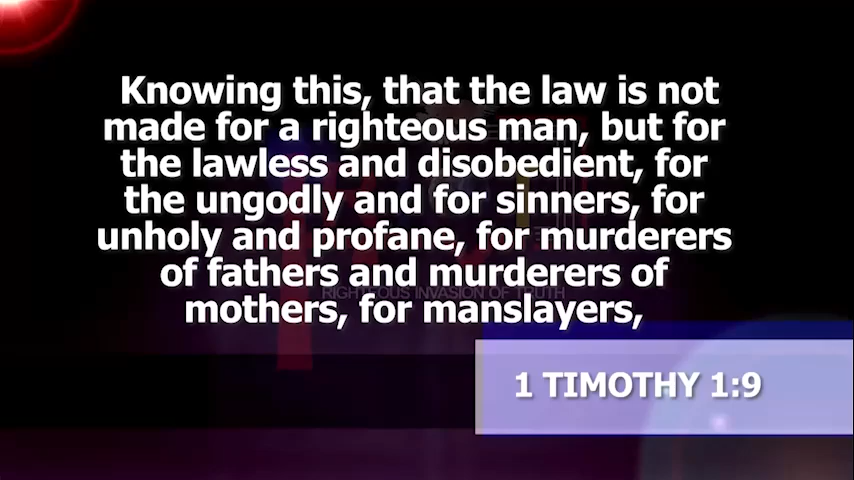 Knowing this, that the law is not
made for a righteous man, but for
the lawless and disobedient, for
the ungodly and for sinners, for
unholy and profane, for murderers
of fathers and murderers of
RIGHTEOUS INVASION OF TRUTH
mothers, for manslayers,
1 TIMOTHY 1:9